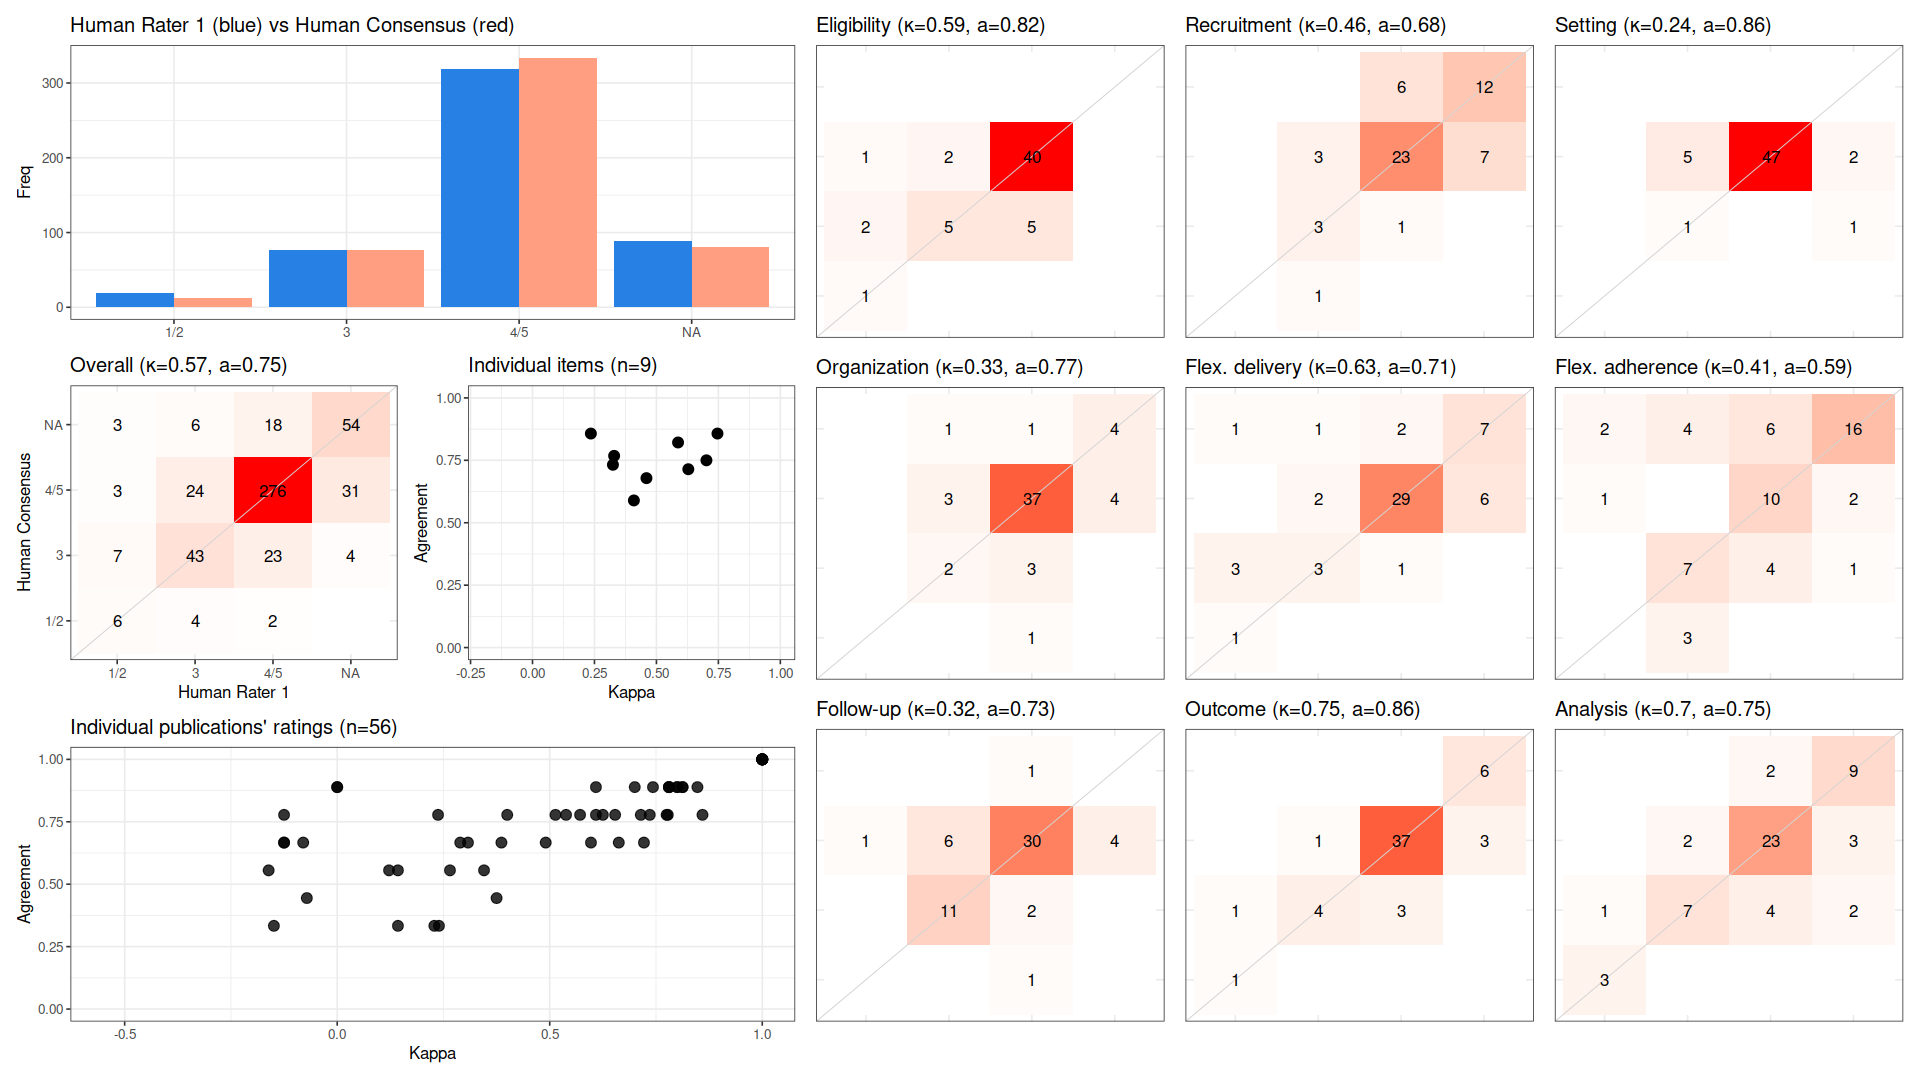 Human Rater 1 (blue) vs Human Consensus (red)
Freq
300
200
100
0
1/2 3 4/5 NA
Overall (κ=0.57, a=0.75)
Human Consensus
NA 3 6 18 54
4/5 3 24 276 31
3 7 43 23 4
1/2 6 4 2
1/2 3 4/5 NA
Human Rater 1
Individual items (n=9)
Agreement
1.00
0.75
0.50
0.25
0.00
-0.25 0.00 0.25 0.50 0.75 1.00
Kappa
Individual publications' ratings (n=56)
Agreement
1.00
0.75
0.50
0.25
0.00
-0.5 0.0 0.5 1.0
Kappa
Eligibility (κ=0.59, a=0.82)
1 2 40
2 5 5
1
Recruitment (κ=0.46, a=0.68)
6 12
3 23 7
3 1
1
Setting (κ=0.24, a=0.86)
5 47 2
1 1
Organization (κ=0.33, a=0.77)
1 1 4
3 37 4
2 3
1
Flex. delivery (κ=0.63, a=0.71)
1 1 2 7
2 29 6
3 3 1
1
Flex. adherence (κ=0.41, a=0.59)
2 4 6 16
1 10 2
7 4 1
3
Follow-up (κ=0.32, a=0.73)
1
1 6 30 4
11 2
1
Outcome (κ=0.75, a=0.86)
6
1 37 3
1 4 3
1
Analysis (κ=0.7, a=0.75)
2 9
2 23 3
1 7 4 2
3